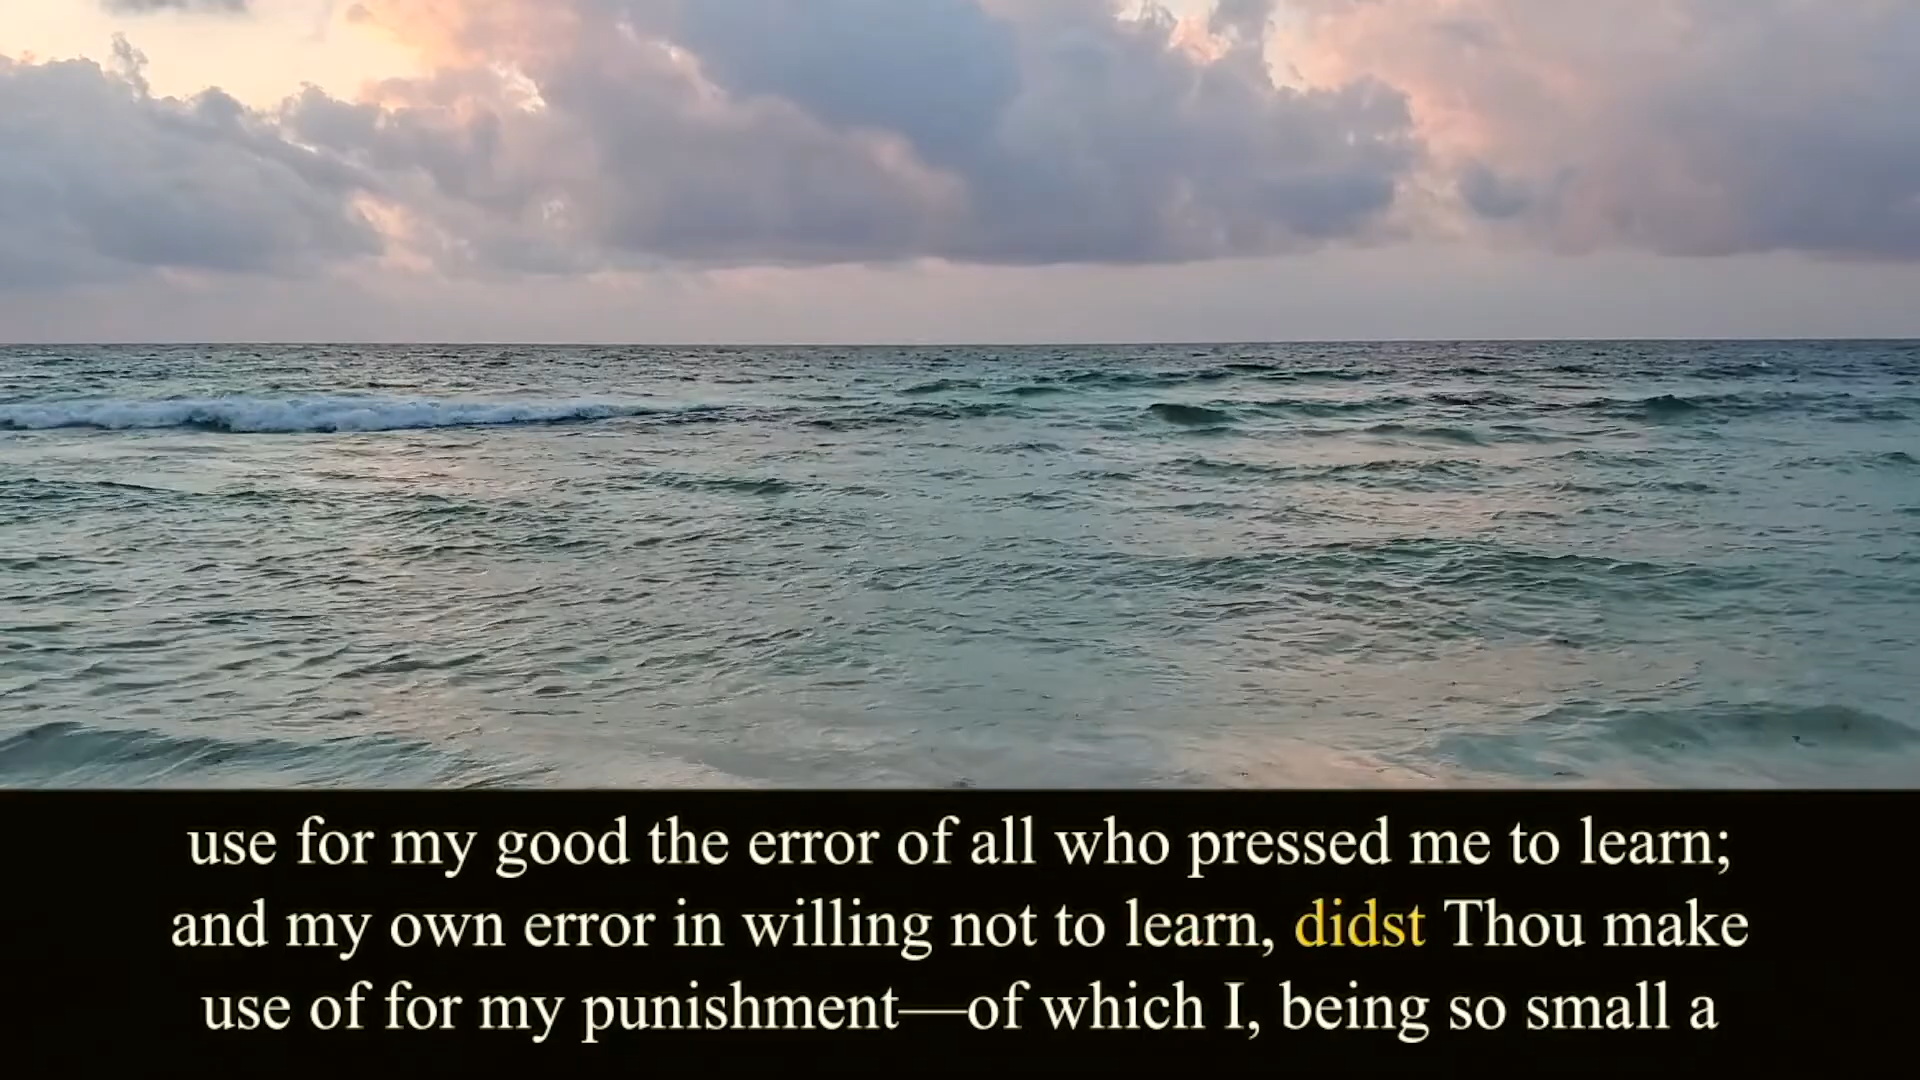 use for my good the error of all who pressed me to learn;
and my own error in willing not to learn, didst Thou make
use of for my punishment—of which I, being so small a